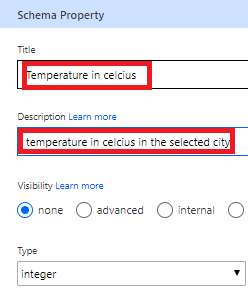 Schema Property
Title
Temperature in celcius
Description Learn more
temperature in celcius in the selected city
Visibility Learn more
none advanced internal
Type
integer